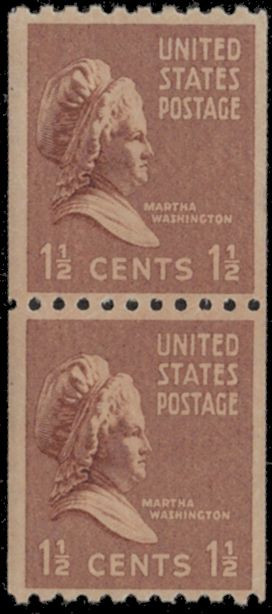 UNITED
STATES
POSTAGE
MARTHA
WASHINGTON
1½ CENTS 1½
UNITED
STATES
POSTAGE
MARTHA
WASHINGTON
1½ CENTS 1½